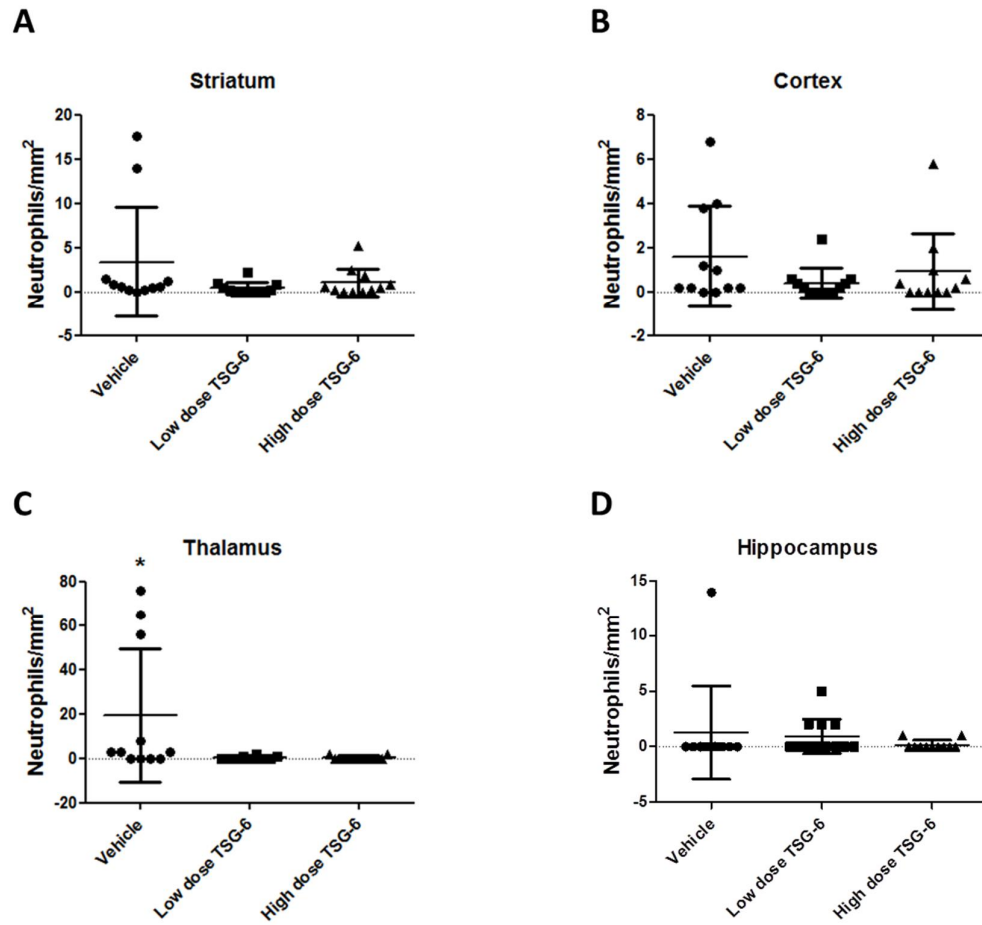 A
Striatum
Neutrophils/mm²
20
15
10
5
0
-5
Vehicle
Low dose TSG-6
High dose TSG-6
B
Cortex
Neutrophils/mm²
8
6
4
2
0
-2
Vehicle
Low dose TSG-6
High dose TSG-6
C
Thalamus
*
Neutrophils/mm²
80
60
40
20
0
-20
Vehicle
Low dose TSG-6
High dose TSG-6
D
Hippocampus
Neutrophils/mm²
15
10
5
0
-5
Vehicle
Low dose TSG-6
High dose TSG-6